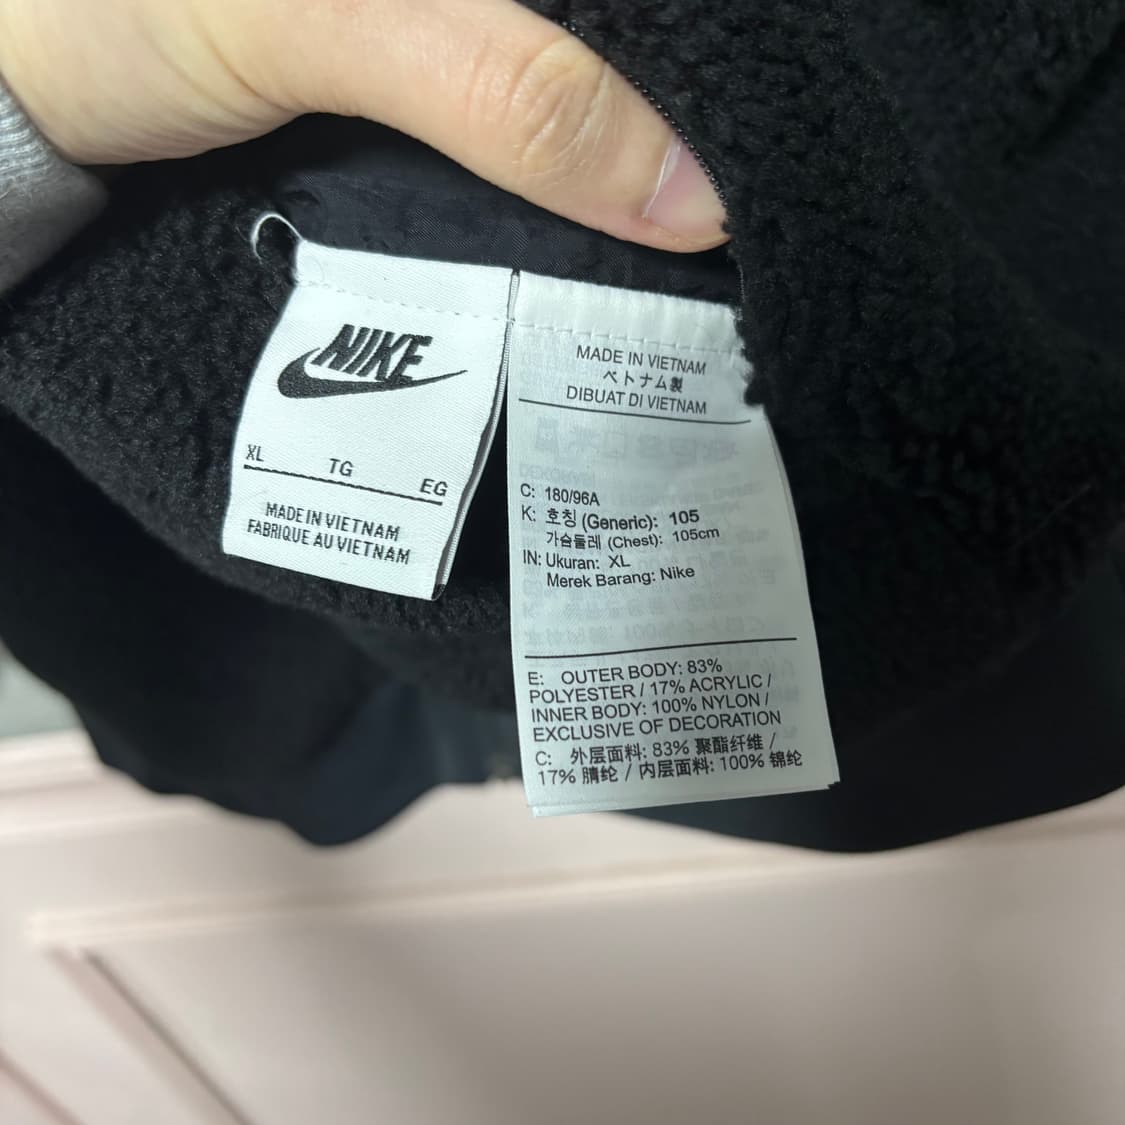 NIKE
XL
TG
EG
MADE IN VIETNAM
FABRIQUE AU VIETNAM
MADE IN VIETNAM
ベトナム製
DIBUAT DI VIETNAM
C: 180/96A
K: 호칭 (Generic): 105
가슴둘레 (Chest): 105cm
IN: Ukuran: XL
Merek Barang: Nike
E: OUTER BODY: 83%
POLYESTER / 17% ACRYLIC /
INNER BODY: 100% NYLON /
EXCLUSIVE OF DECORATION
C: 外层面料: 83% 聚酯纤维 /
17% 腈纶 / 内层面料: 100% 锦纶